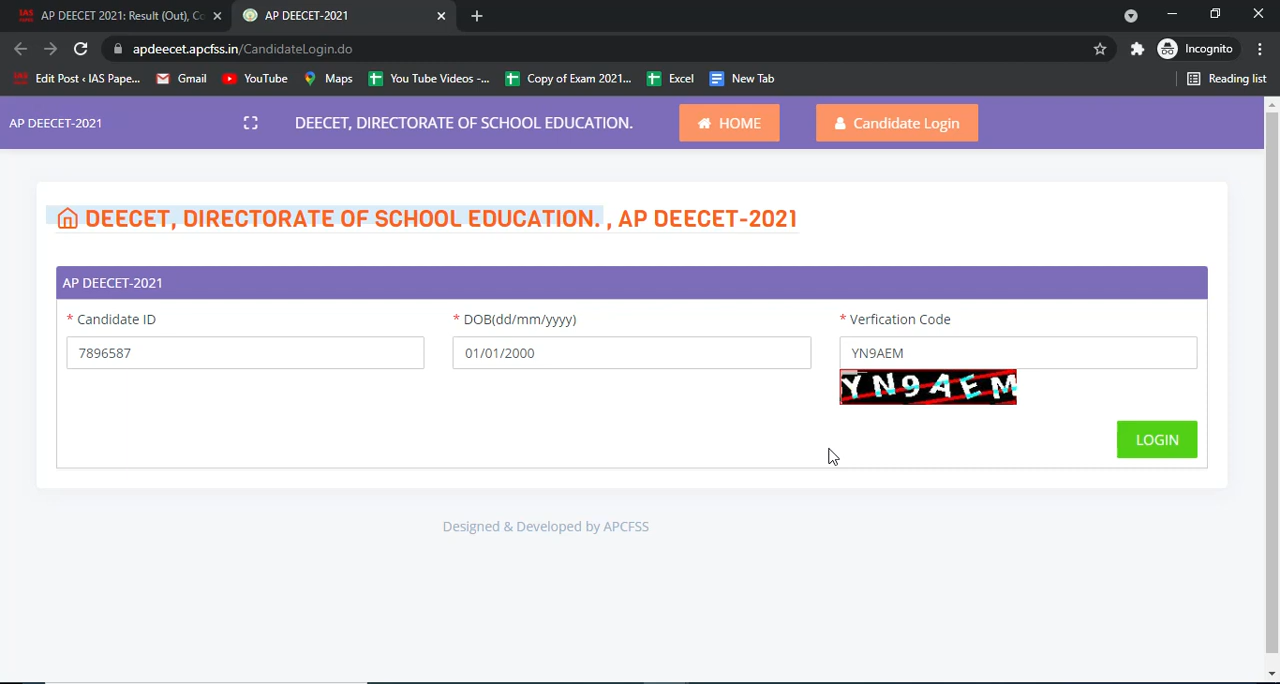 AP DEECET 2021: Result (Out), Co
AP DEECET-2021
apdeecet.apcfss.in/CandidateLogin.do
Incognito
Edit Post ‹ IAS Pape...
Gmail
YouTube
Maps
You Tube Videos -...
Copy of Exam 2021...
Excel
New Tab
Reading list
AP DEECET-2021
DEECET, DIRECTORATE OF SCHOOL EDUCATION.
HOME
Candidate Login
DEECET, DIRECTORATE OF SCHOOL EDUCATION. , AP DEECET-2021
AP DEECET-2021
* Candidate ID
* DOB(dd/mm/yyyy)
* Verfication Code
7896587
01/01/2000
YN9AEM
YN9AEM
LOGIN
Designed & Developed by APCFSS